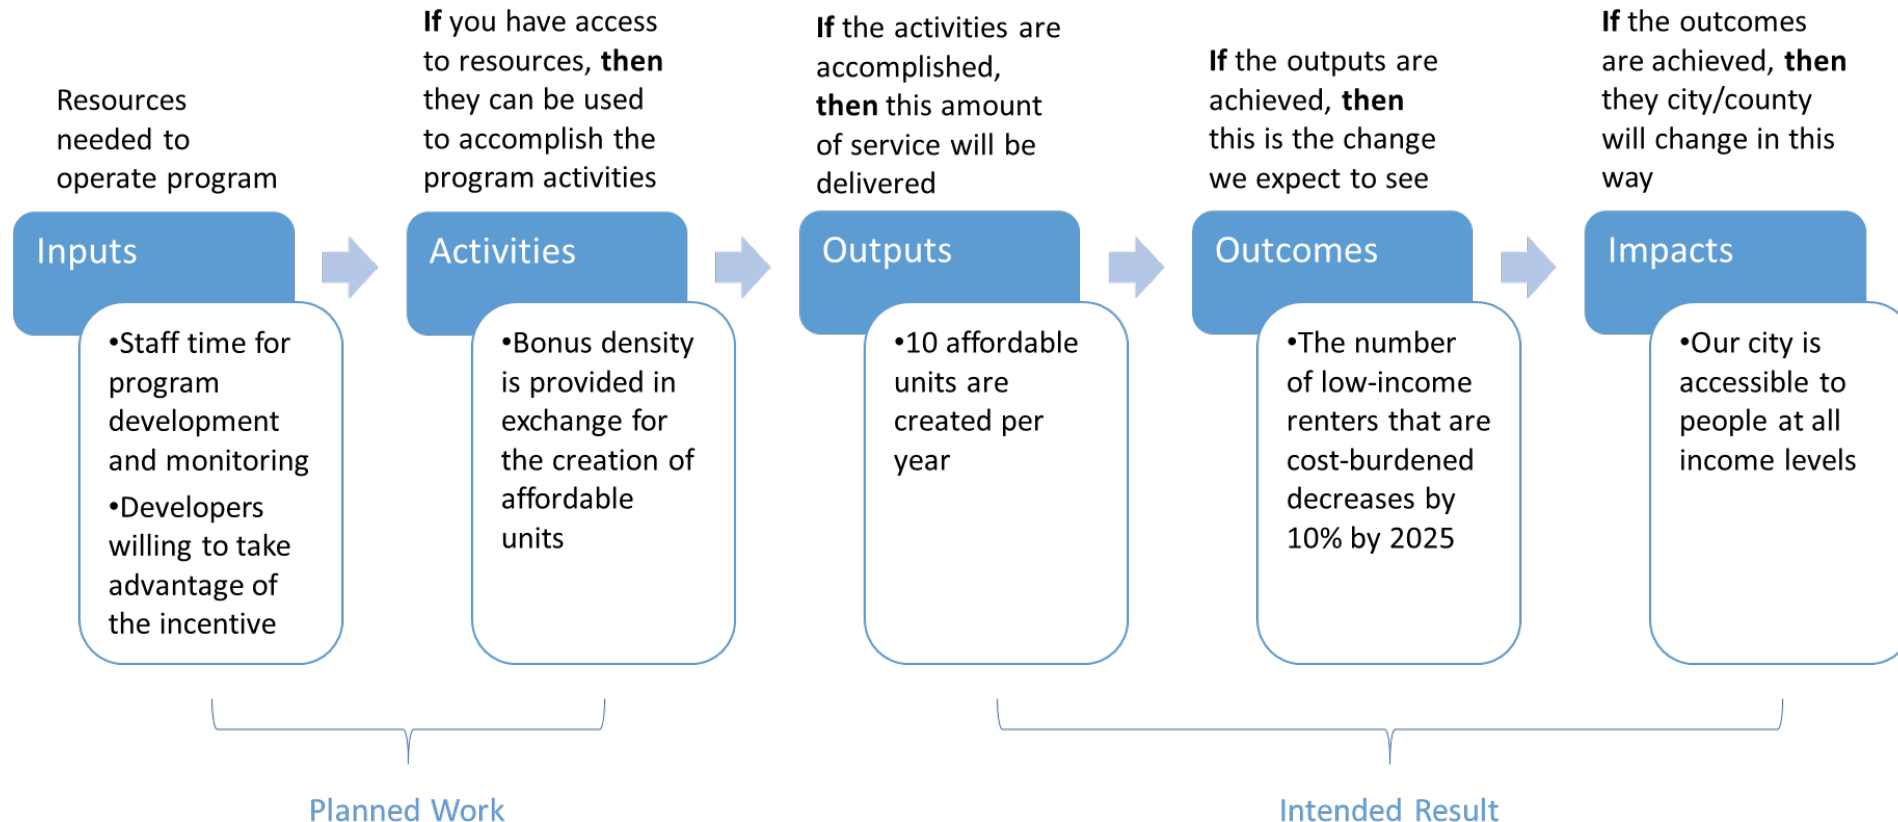 Resources
needed to
operate program
If you have access
to resources, then
they can be used
to accomplish the
program activities
If the activities are
accomplished,
then this amount
of service will be
delivered
If the outputs are
achieved, then
this is the change
we expect to see
If the outcomes
are achieved, then
they city/county
will change in this
way
Inputs
Activities
Outputs
Outcomes
Impacts
•Staff time for
program
development
and monitoring
•Developers
willing to take
advantage of
the incentive
•Bonus density
is provided in
exchange for
the creation of
affordable
units
•10 affordable
units are
created per
year
•The number
of low-income
renters that are
cost-burdened
decreases by
10% by 2025
•Our city is
accessible to
people at all
income levels
Planned Work
Intended Result